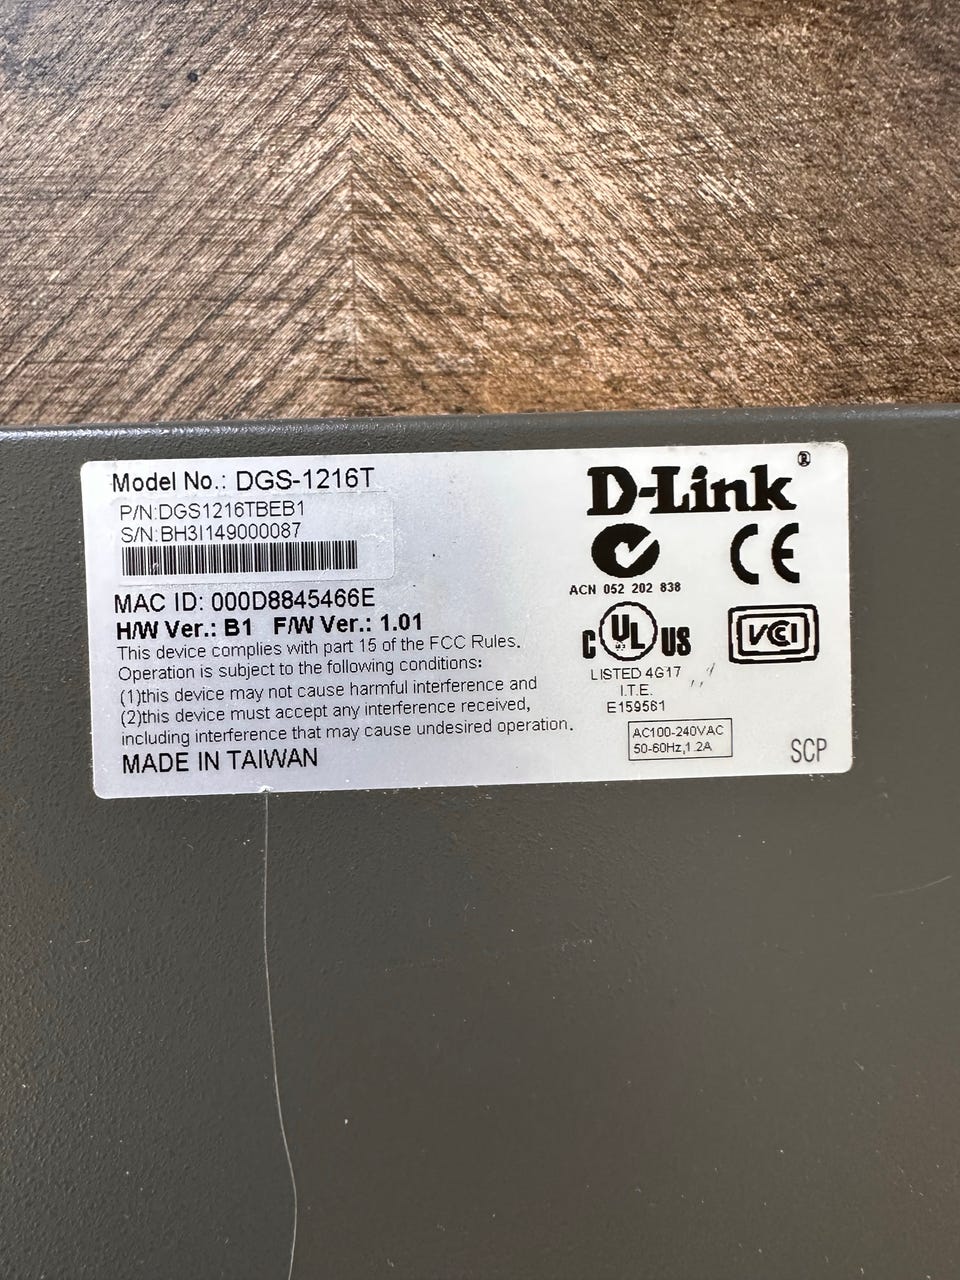 Model No.: DGS-1216T
P/N:DGS1216TBEB1
S/N:BH3I149000087
MAC ID: 000D8845466E
H/W Ver.: B1 F/W Ver.: 1.01
This device complies with part 15 of the FCC Rules.
Operation is subject to the following conditions:
(1)this device may not cause harmful interference and
(2)this device must accept any interference received,
including interference that may cause undesired operation.
MADE IN TAIWAN
D-Link®
CE
ACN 052 202 838
C UL US
VCI
LISTED 4G17
I.T.E.
E159561
AC100-240VAC
50-60Hz,1.2A
SCP